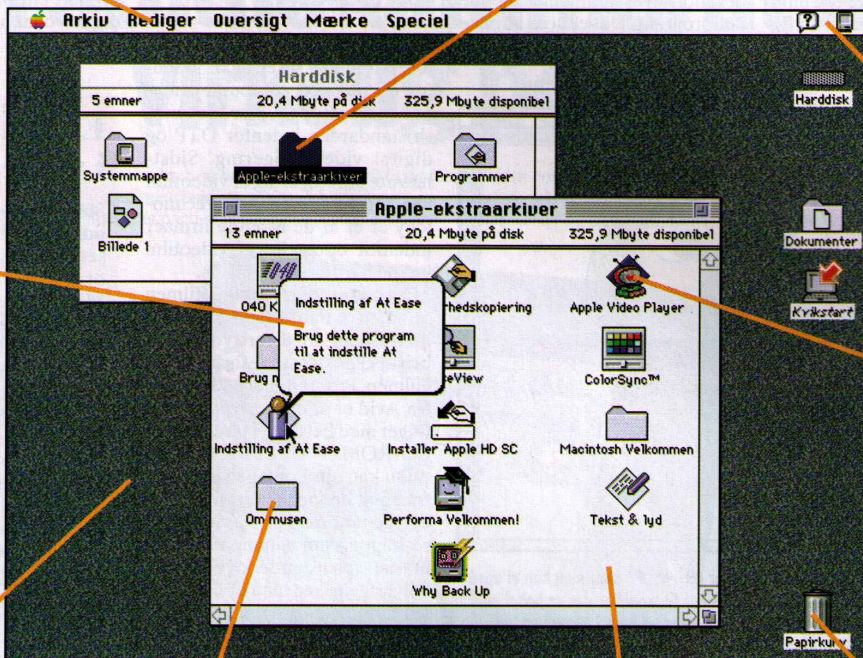 Arkiv Rediger Oversigt Mærke Speciel
Harddisk
5 emner 20,4 Mbyte på disk 325,9 Mbyte disponibel
Systemmappe
Apple-ekstraarkiver
Programmer
Billede 1
Apple-ekstraarkiver
13 emner 20,4 Mbyte på disk 325,9 Mbyte disponibel
Apple Video Player
Indstilling af At Ease
Brug dette program
til at indstille At
Ease.
Brug
ColorSync™
Indstilling af At Ease
Installer Apple HD SC
Macintosh Velkommen
Om musen
Performa Velkommen!
Tekst & lyd
Why Back Up
Harddisk
Dokumenter
Kvikstart
Papirkurv